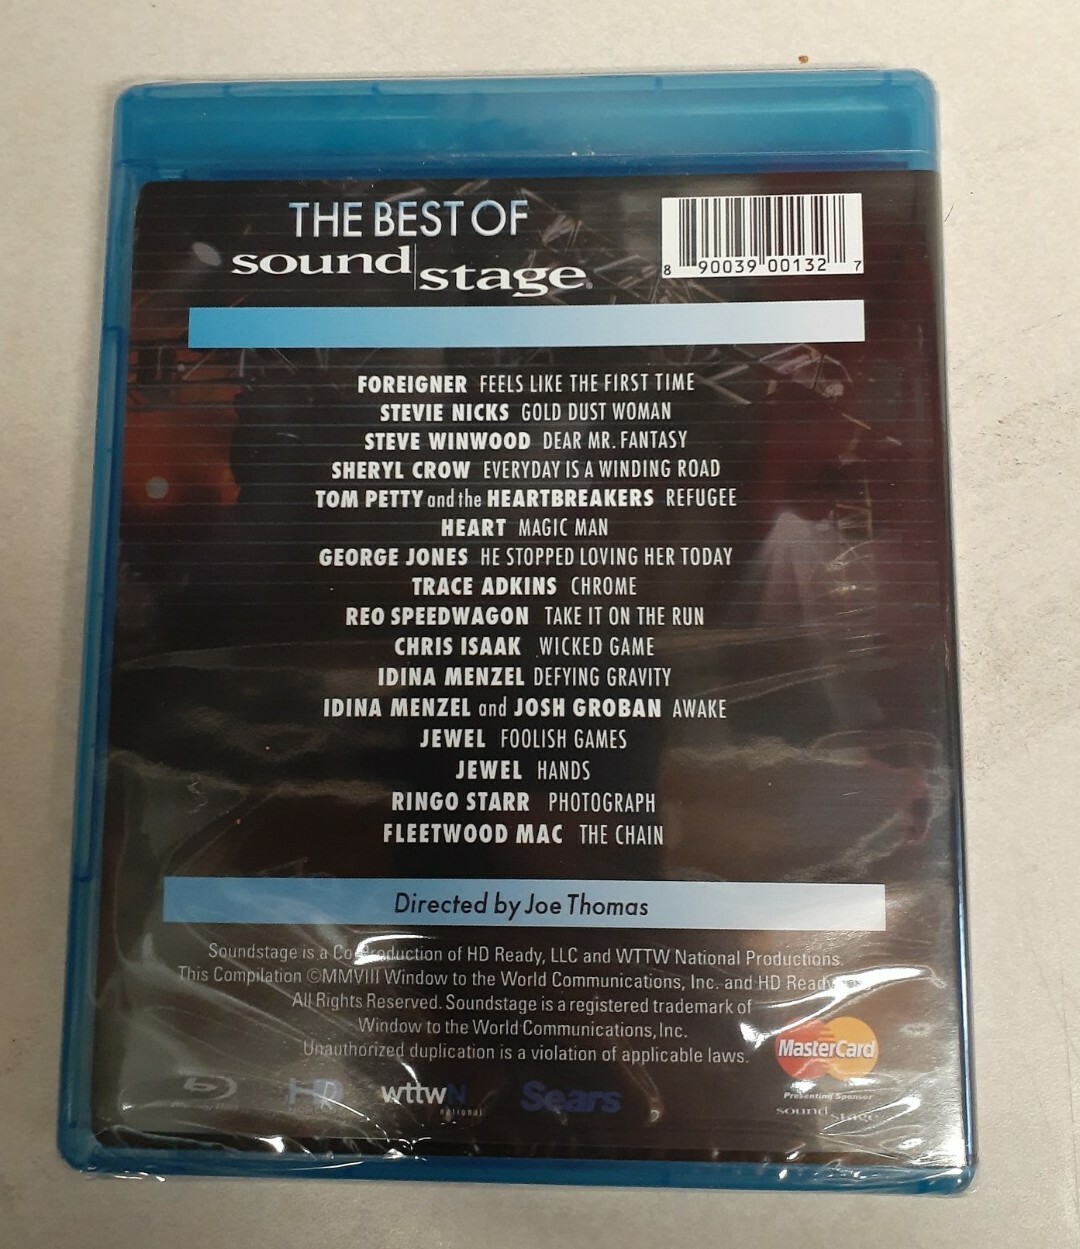 THE BEST OF
sound stage®
8 90039 00132 7
FOREIGNER FEELS LIKE THE FIRST TIME
STEVIE NICKS GOLD DUST WOMAN
STEVE WINWOOD DEAR MR. FANTASY
SHERYL CROW EVERYDAY IS A WINDING ROAD
TOM PETTY and the HEARTBREAKERS REFUGEE
HEART MAGIC MAN
GEORGE JONES HE STOPPED LOVING HER TODAY
TRACE ADKINS CHROME
REO SPEEDWAGON TAKE IT ON THE RUN
CHRIS ISAAK WICKED GAME
IDINA MENZEL DEFYING GRAVITY
IDINA MENZEL and JOSH GROBAN AWAKE
JEWEL FOOLISH GAMES
JEWEL HANDS
RINGO STARR PHOTOGRAPH
FLEETWOOD MAC THE CHAIN
Directed by Joe Thomas
Soundstage is a Co-Production of HD Ready, LLC and WTTW National Productions.
This Compilation ©MMVIII Window to the World Communications, Inc. and HD Ready
All Rights Reserved. Soundstage is a registered trademark of
Window to the World Communications, Inc.
Unauthorized duplication is a violation of applicable laws.
MasterCard
HD
wttwN
national
Sears
Presenting Sponsor
sound stage